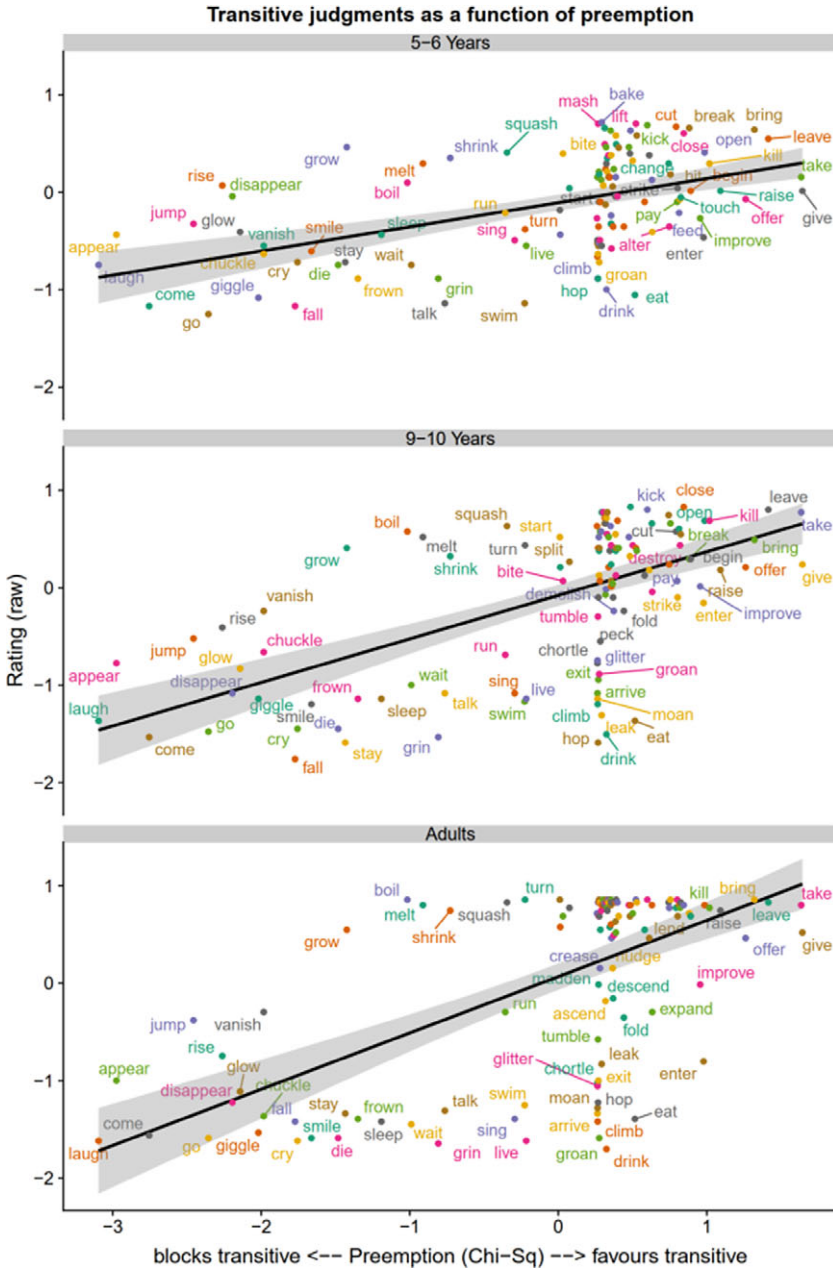 Transitive judgments as a function of preemption
5−6 Years
1
0
−1
−2
mash
bake
lift
cut
break
bring
squash
bite
kick
close
open
leave
grow
shrink
melt
change
kill
rise
boil
hit
begin
take
disappear
strike
start
raise
jump
glow
sleep
run
turn
pay
touch
offer
give
appear
vanish
smile
sing
alter
feed
improve
laugh
chuckle
cry
stay
wait
live
enter
die
climb
groan
come
giggle
frown
grin
hop
go
fall
talk
swim
drink
eat
9−10 Years
1
0
−1
−2
Rating (raw)
kick
close
leave
squash
start
boil
open
kill
take
melt
turn
split
cut
break
grow
shrink
destroy
bring
bite
begin
offer
give
vanish
demolish
pay
raise
rise
tumble
fold
strike
enter
improve
jump
chuckle
run
chortle
peck
appear
glow
glitter
disappear
frown
wait
exit
groan
laugh
giggle
sing
live
arrive
smile
sleep
talk
swim
climb
moan
come
go
cry
die
grin
leak
eat
fall
stay
hop
drink
Adults
1
0
−1
−2
boil
turn
kill
bring
take
melt
squash
leave
grow
shrink
lend
raise
crease
nudge
offer
give
madden
descend
improve
jump
vanish
run
ascend
expand
rise
tumble
fold
appear
glow
glitter
leak
disappear
chuckle
chortle
exit
enter
come
fall
stay
frown
talk
swim
moan
hop
eat
laugh
go
giggle
cry
smile
die
sleep
wait
grin
sing
live
arrive
climb
groan
drink
−3
−2
−1
0
1
blocks transitive <−− Preemption (Chi−Sq) −−> favours transitive